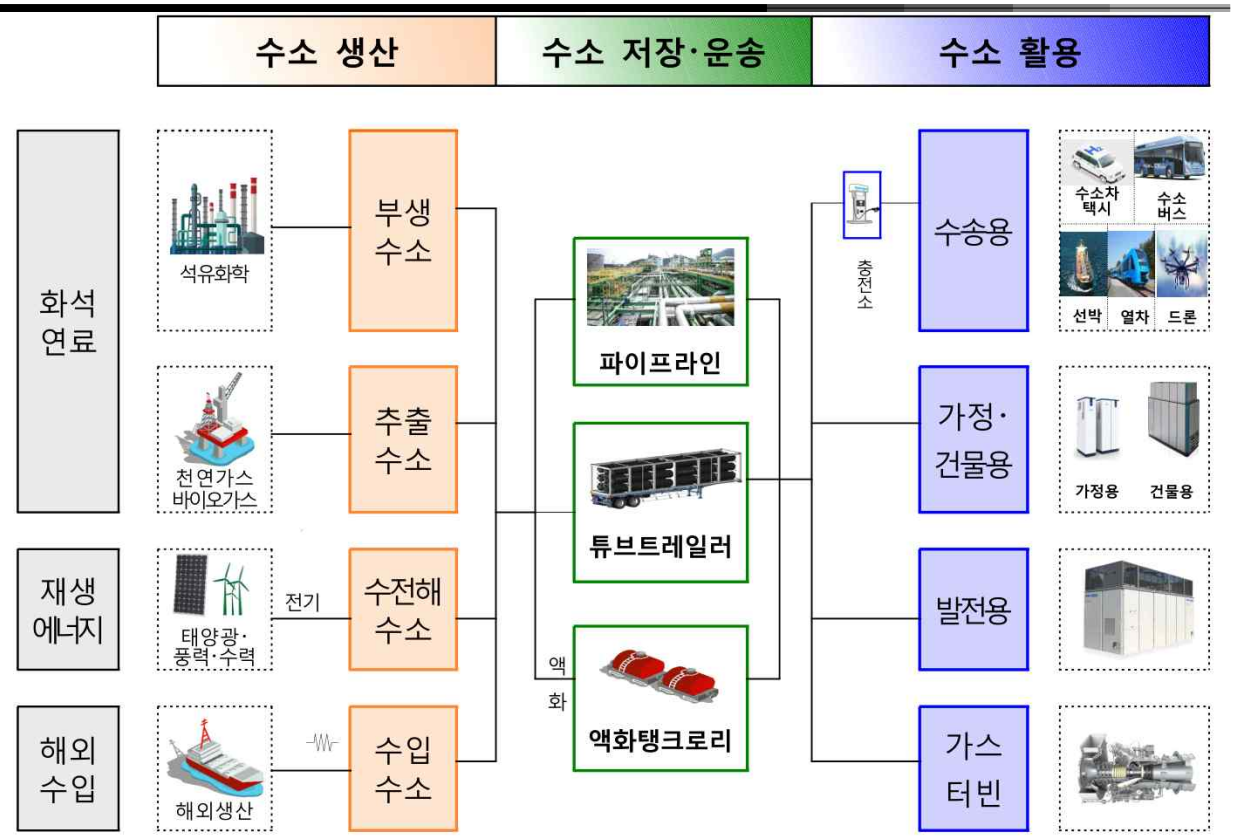 수소 생산
수소 저장·운송
수소 활용
화석
연료
석유화학
부생
수소
천연가스
바이오가스
추출
수소
재생
에너지
태양광·
풍력·수력
전기
수전해
수소
해외
수입
해외생산
수입
수소
파이프라인
튜브트레일러
액
화
액화탱크로리
충
전
소
수송용
수소차
택시
수소
버스
선박
열차
드론
가정·
건물용
가정용
건물용
발전용
가스
터빈